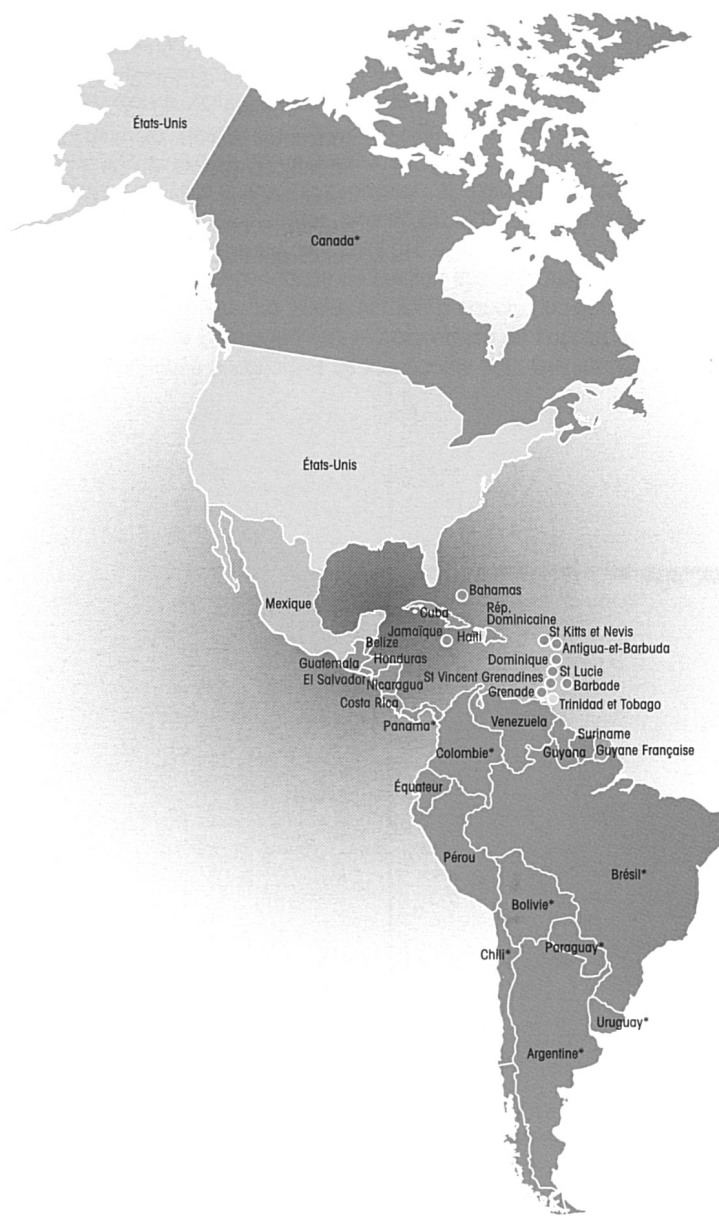 États-Unis
Canada*
États-Unis
Bahamas
Mexique
Cuba
Rép.
Dominicaine
Jamaïque
Haïti
St Kitts et Nevis
Belize
Antigua-et-Barbuda
Guatemala
Honduras
Dominique
St Lucie
El Salvador
Nicaragua
St Vincent Grenadines
Barbade
Grenade
Costa Rica
Trinidad et Tobago
Panama*
Venezuela
Suriname
Colombie*
Guyana
Guyane Française
Équateur
Pérou
Brésil*
Bolivie*
Chili*
Paraguay*
Uruguay*
Argentine*